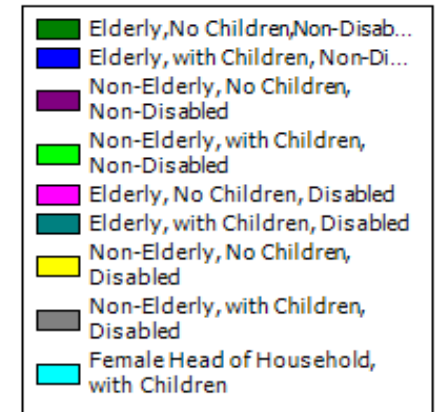 Elderly,No Children,Non-Disab...
Elderly, with Children, Non-Di...
Non-Elderly, No Children,
Non-Disabled
Non-Elderly, with Children,
Non-Disabled
Elderly, No Children, Disabled
Elderly, with Children, Disabled
Non-Elderly, No Children,
Disabled
Non-Elderly, with Children,
Disabled
Female Head of Household,
with Children